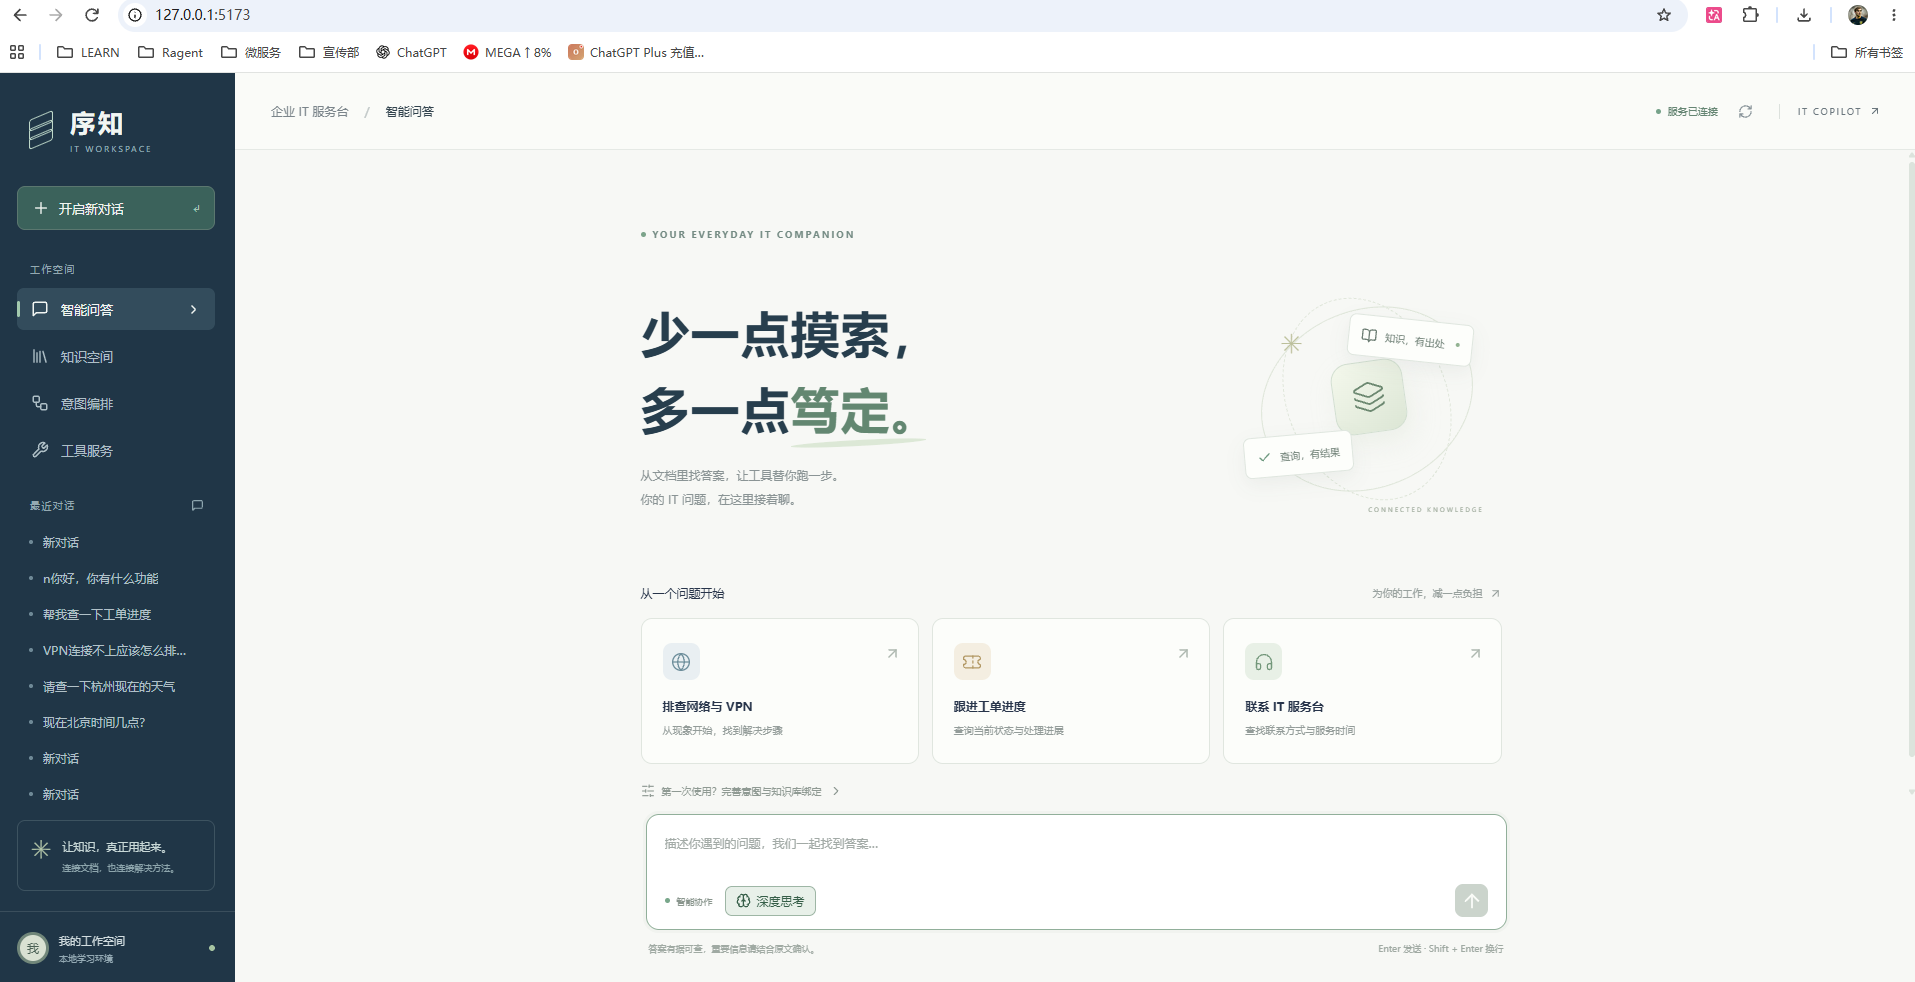 127.0.0.1:5173
LEARN
Ragent
微服务
宣传部
ChatGPT
MEGA↑8%
ChatGPT Plus 充值...
所有书签
序知
IT WORKSPACE
开启新对话
工作空间
智能问答
知识空间
意图编排
工具服务
最近对话
新对话
n你好，你有什么功能
帮我查一下工单进度
VPN连接不上应该怎么排...
请查一下杭州现在的天气
现在北京时间几点?
新对话
新对话
让知识，真正用起来。
连接文档，也连接解决方法。
我
我的工作空间
本地学习环境
企业 IT 服务台 / 智能问答
服务已连接
IT COPILOT
YOUR EVERYDAY IT COMPANION
少一点摸索，
多一点笃定。
从文档里找答案，让工具替你跑一步。
你的 IT 问题，在这里接着聊。
知识，有出处
查询，有结果
CONNECTED KNOWLEDGE
从一个问题开始
为你的工作，减一点负担
排查网络与 VPN
从现象开始，找到解决步骤
跟进工单进度
查询当前状态与处理进展
联系 IT 服务台
查找联系方式与服务时间
第一次使用？完善意图与知识库绑定
描述你遇到的问题，我们一起找到答案...
智能协作
深度思考
答案有据可查，重要信息请结合原文确认。
Enter 发送 · Shift + Enter 换行